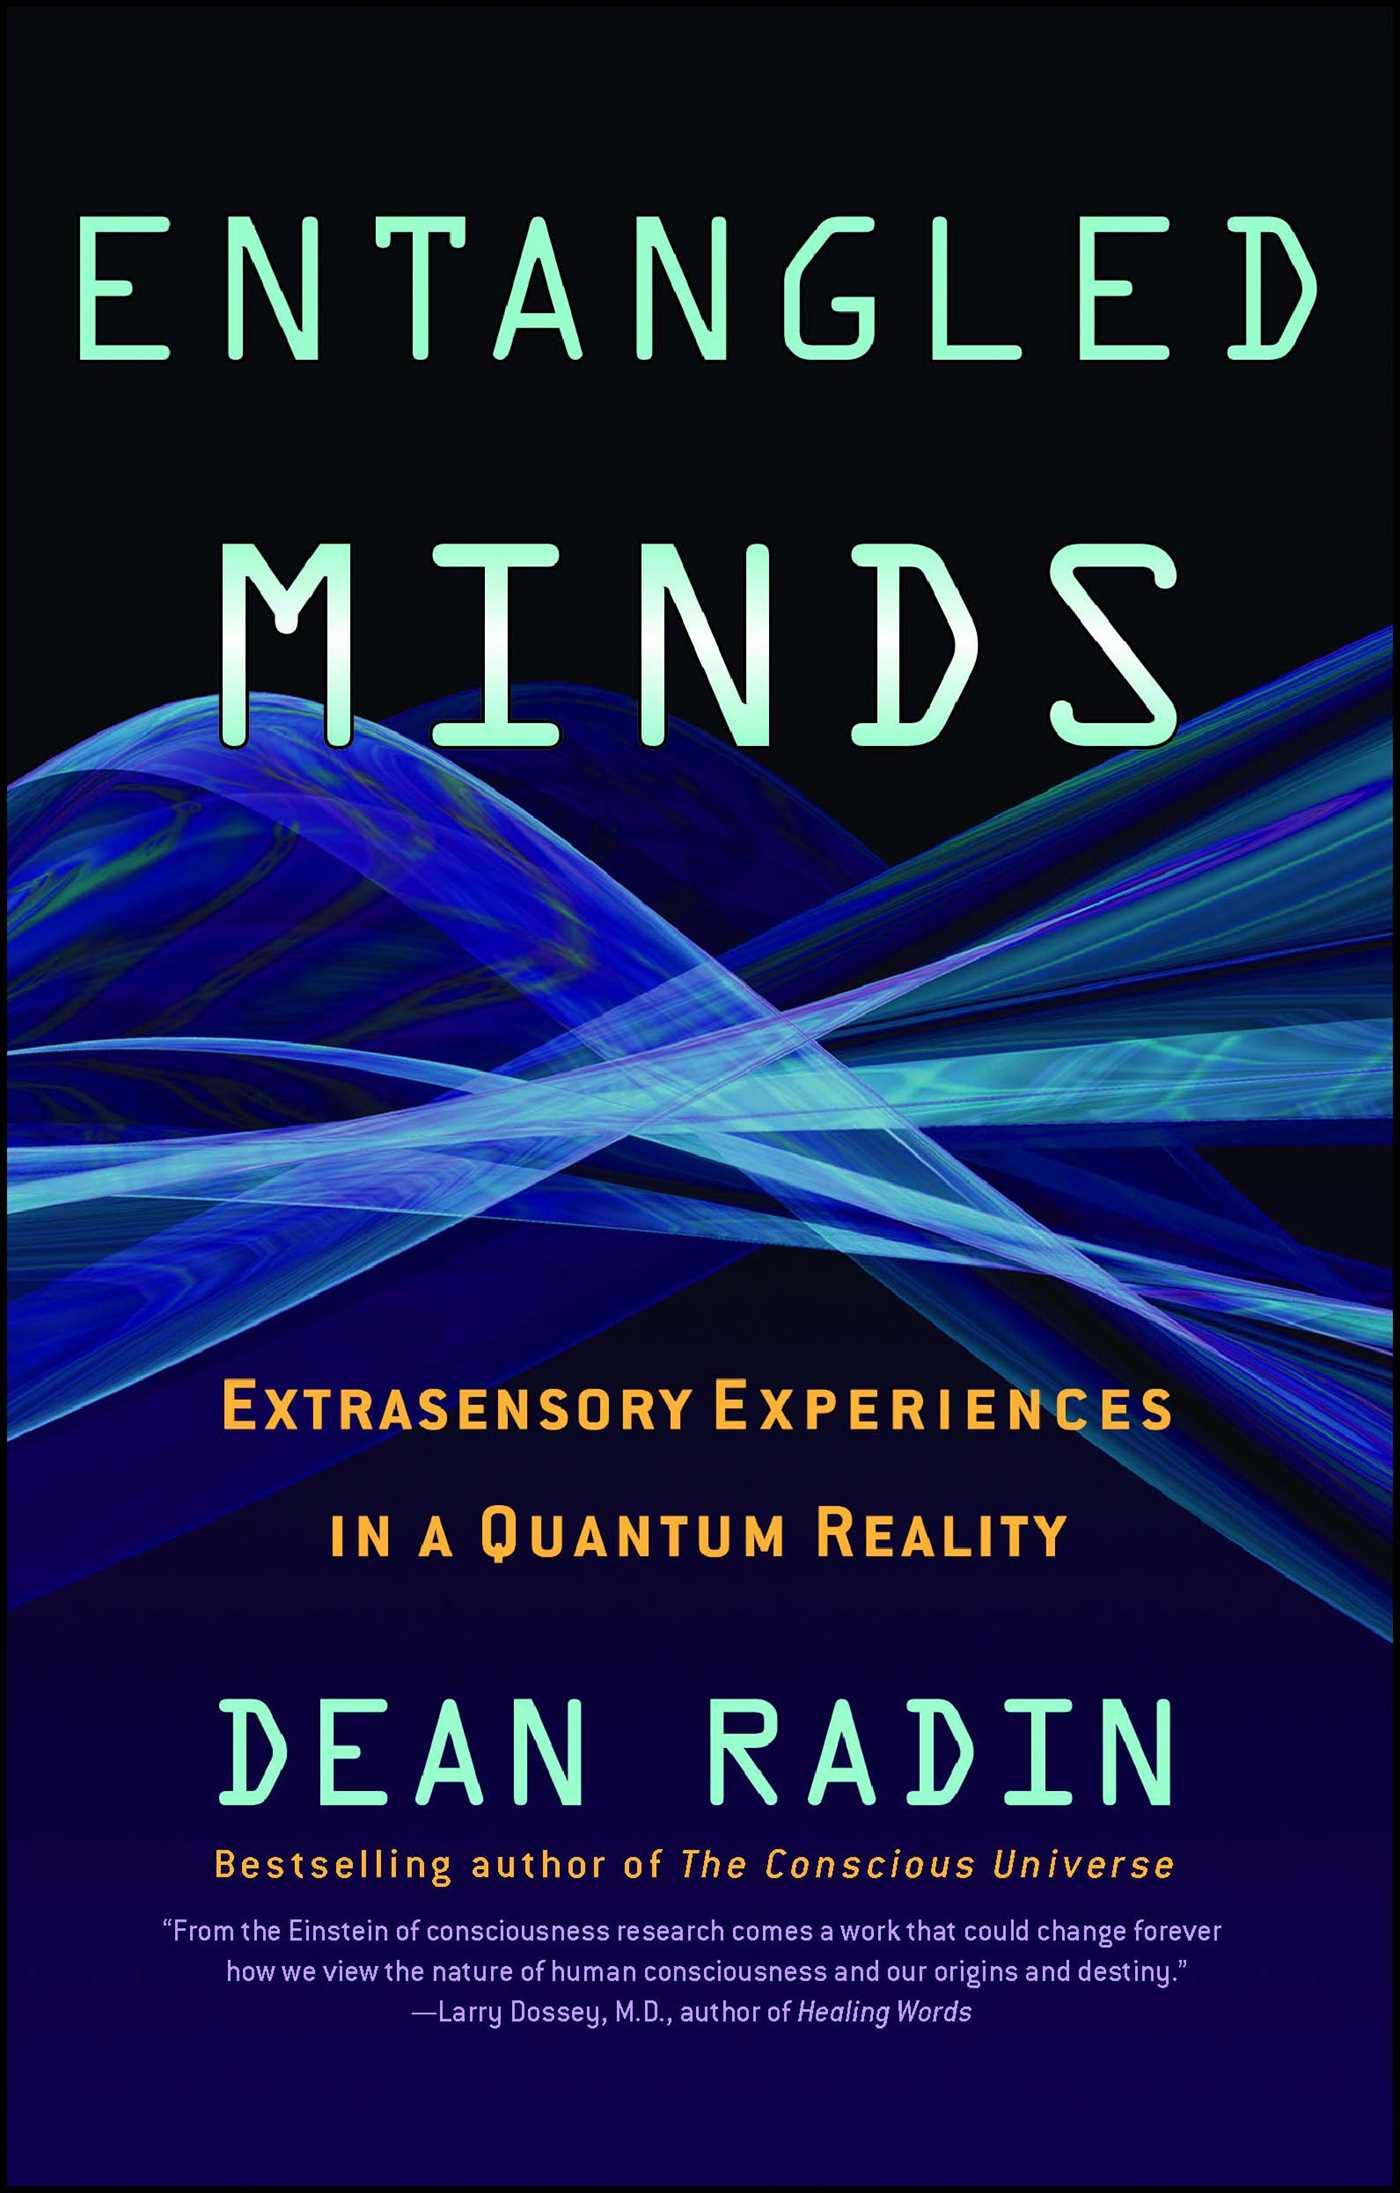 ENTANGLED
MINDS
EXTRASENSORY EXPERIENCES
IN A QUANTUM REALITY
DEAN RADIN
Bestselling author of The Conscious Universe
“From the Einstein of consciousness research comes a work that could change forever
how we view the nature of human consciousness and our origins and destiny.”
—Larry Dossey, M.D., author of Healing Words